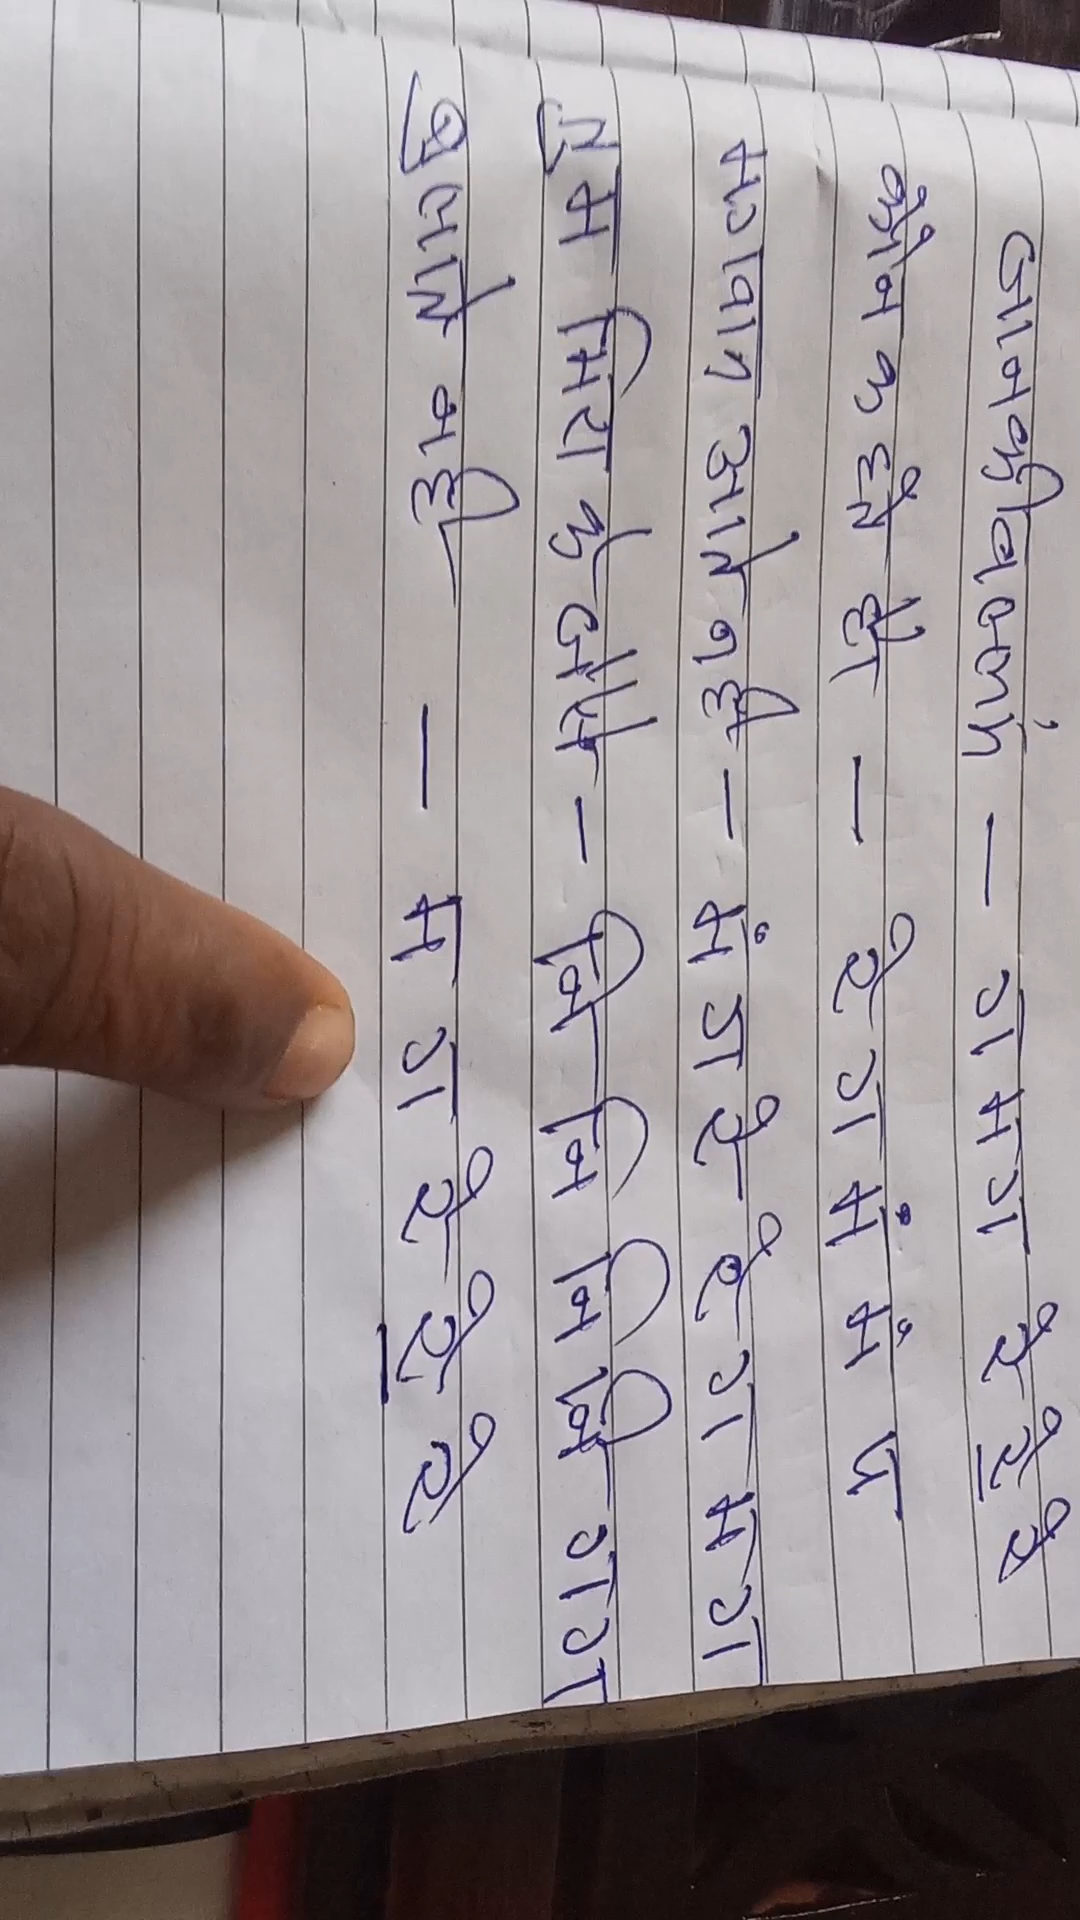 जानकीवल्लभं — ग म ग रे रे रे
कौन कहते है — रे ग मं मं प
भगवान आते नही — मं ग रे रे ग म ग
तुम मिरा के जैसे — नि नि नि नि ग ग
बुलाते नही — म ग रे रे रे